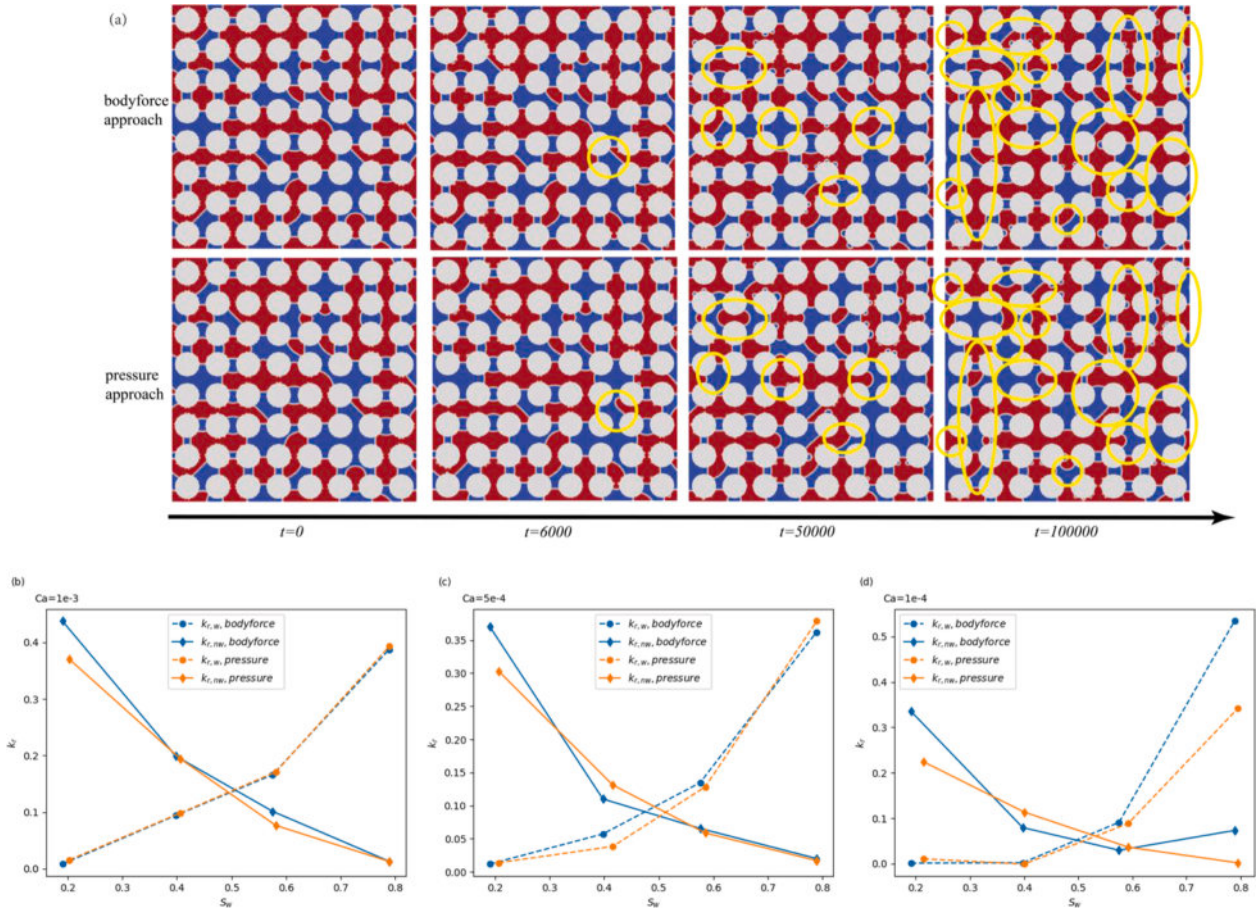 (a)
bodyforce
approach
pressure
approach
t=0
t=6000
t=50000
t=100000
(b)
Ca=1e-3
k_{r,w}, bodyforce
k_{r,nw}, bodyforce
k_{r,w}, pressure
k_{r,nw}, pressure
0.4
0.3
0.2
0.1
0.0
k_r
0.2 0.3 0.4 0.5 0.6 0.7 0.8
S_w
(c)
Ca=5e-4
k_{r,w}, bodyforce
k_{r,nw}, bodyforce
k_{r,w}, pressure
k_{r,nw}, pressure
0.35
0.30
0.25
0.20
0.15
0.10
0.05
0.00
k_r
0.2 0.3 0.4 0.5 0.6 0.7 0.8
S_w
(d)
Ca=1e-4
k_{r,w}, bodyforce
k_{r,nw}, bodyforce
k_{r,w}, pressure
k_{r,nw}, pressure
0.5
0.4
0.3
0.2
0.1
0.0
k_r
0.2 0.3 0.4 0.5 0.6 0.7 0.8
S_w